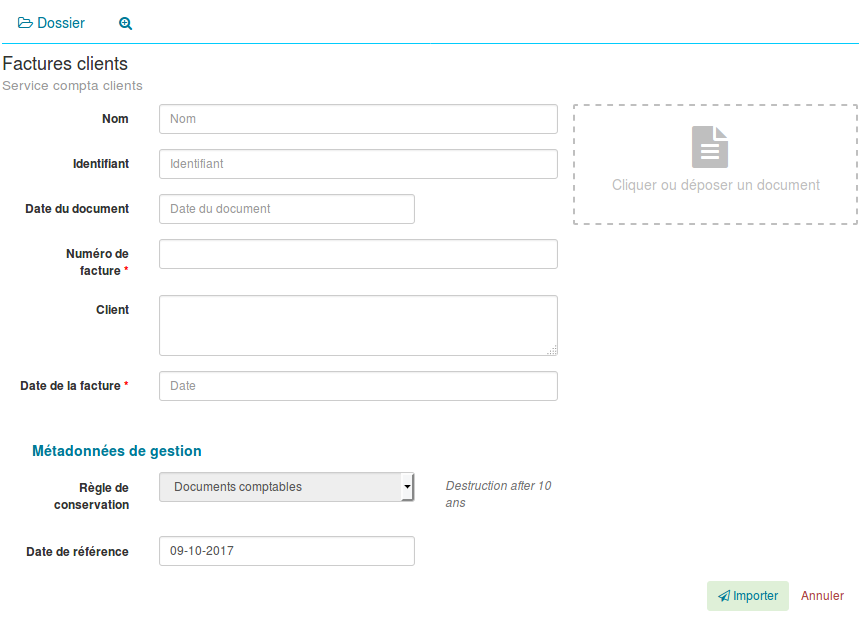 Dossier
Factures clients
Service compta clients
Nom
Nom
Cliquer ou déposer un document
Identifiant
Identifiant
Date du document
Date du document
Numéro de
facture *
Client
Date de la facture *
Date
Métadonnées de gestion
Règle de
conservation
Documents comptables
Destruction after 10
ans
Date de référence
09-10-2017
Importer
Annuler